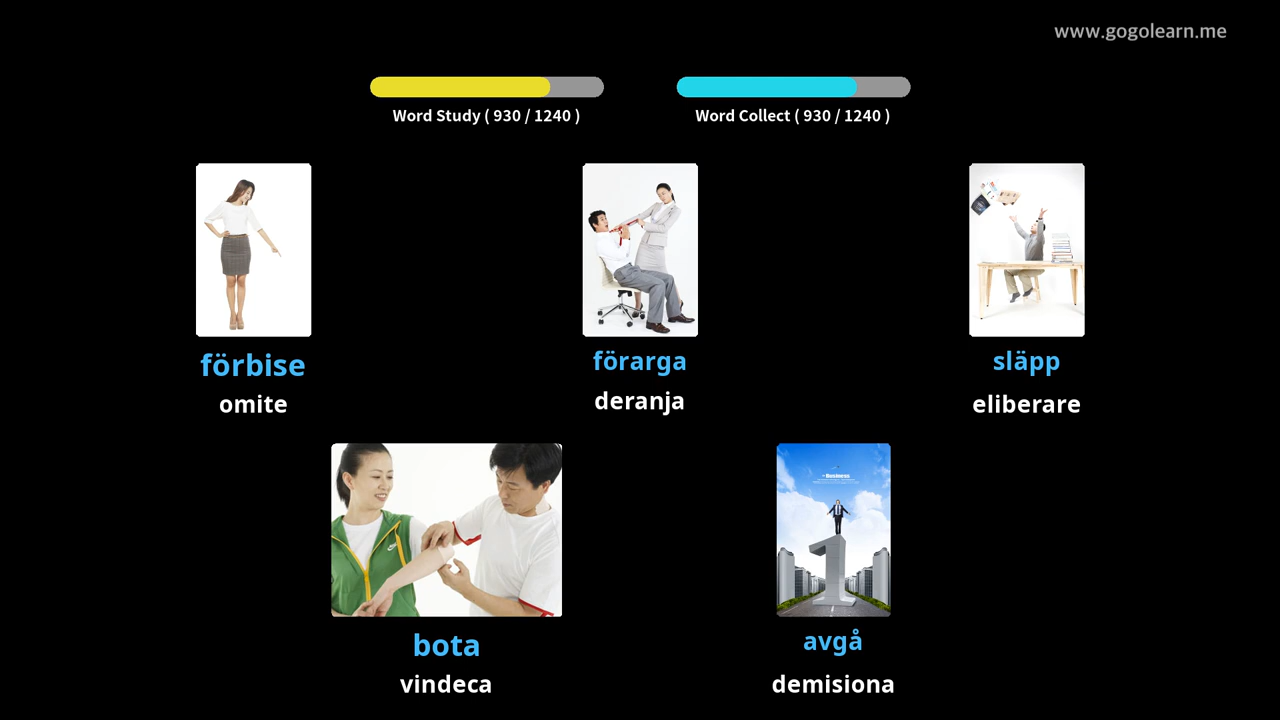 www.gogolearn.me
Word Study ( 930 / 1240 )
Word Collect ( 930 / 1240 )
förbise
omite
förarga
deranja
släpp
eliberare
Business
bota
vindeca
avgå
demisiona